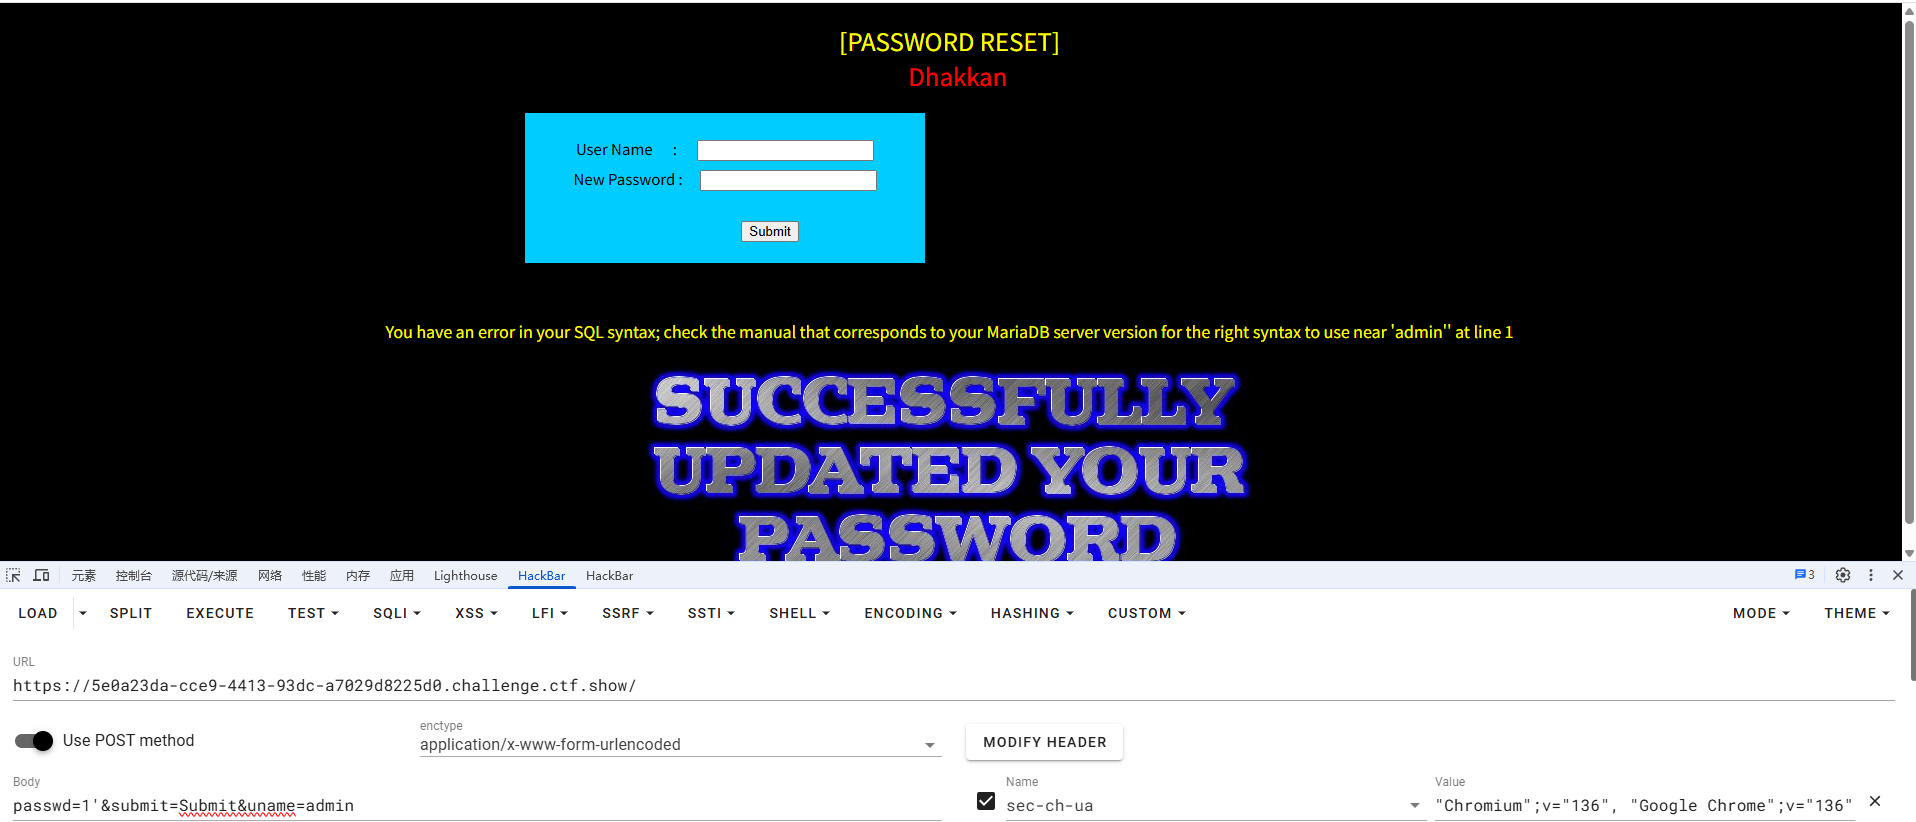 [PASSWORD RESET]
Dhakkan
User Name :
New Password :
Submit
You have an error in your SQL syntax; check the manual that corresponds to your MariaDB server version for the right syntax to use near 'admin'' at line 1
SUCCESSFULLY
UPDATED YOUR
PASSWORD
元素 控制台 源代码/来源 网络 性能 内存 应用 Lighthouse HackBar HackBar 3
LOAD SPLIT EXECUTE TEST SQLI XSS LFI SSRF SSTI SHELL ENCODING HASHING CUSTOM MODE THEME
URL
https://5e0a23da-cce9-4413-93dc-a7029d8225d0.challenge.ctf.show/
Use POST method
enctype
application/x-www-form-urlencoded
MODIFY HEADER
Body
passwd=1'&submit=Submit&uname=admin
Name
sec-ch-ua
Value
"Chromium";v="136", "Google Chrome";v="136"